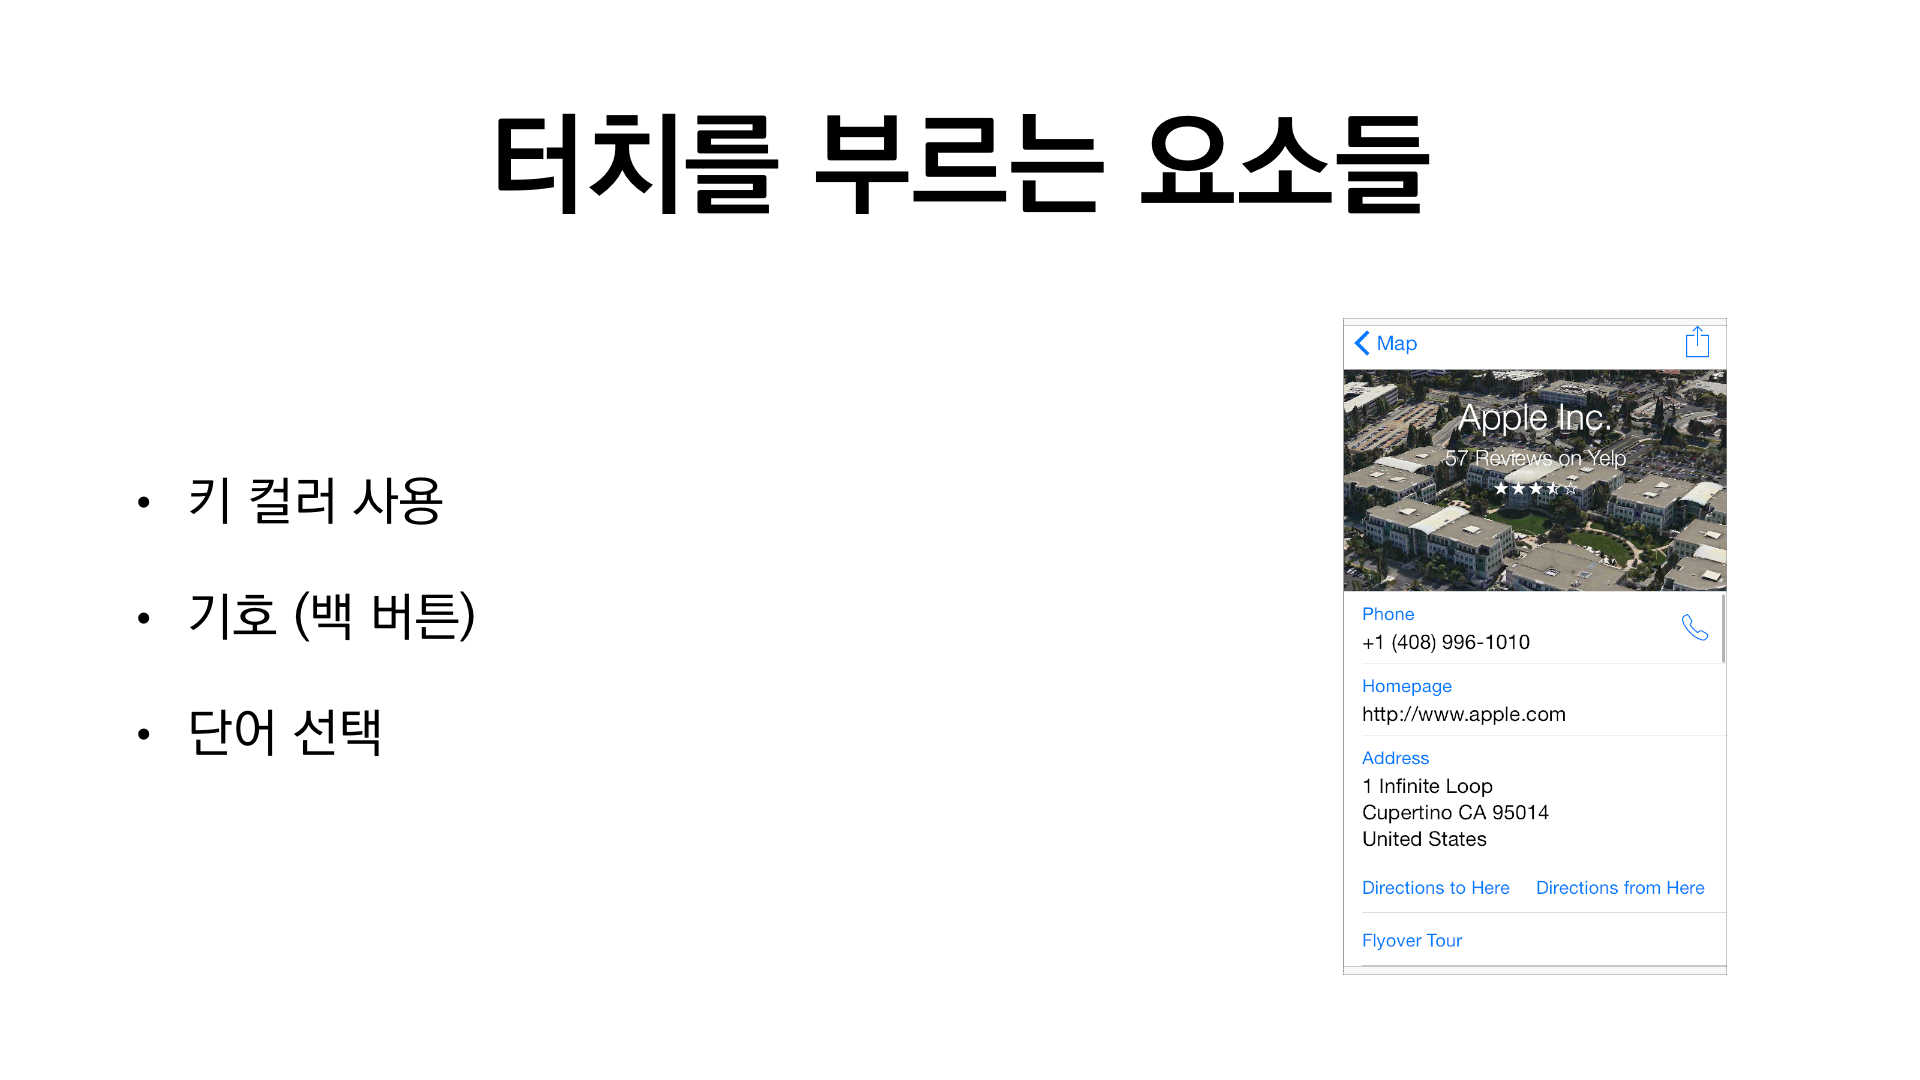 터치를 부르는 요소들
• 키 컬러 사용
• 기호 (백 버튼)
• 단어 선택
Map
Apple Inc.
57 Reviews on Yelp
★★★
Phone
+1 (408) 996-1010
Homepage
http://www.apple.com
Address
1 Infinite Loop
Cupertino CA 95014
United States
Directions to Here Directions from Here
Flyover Tour